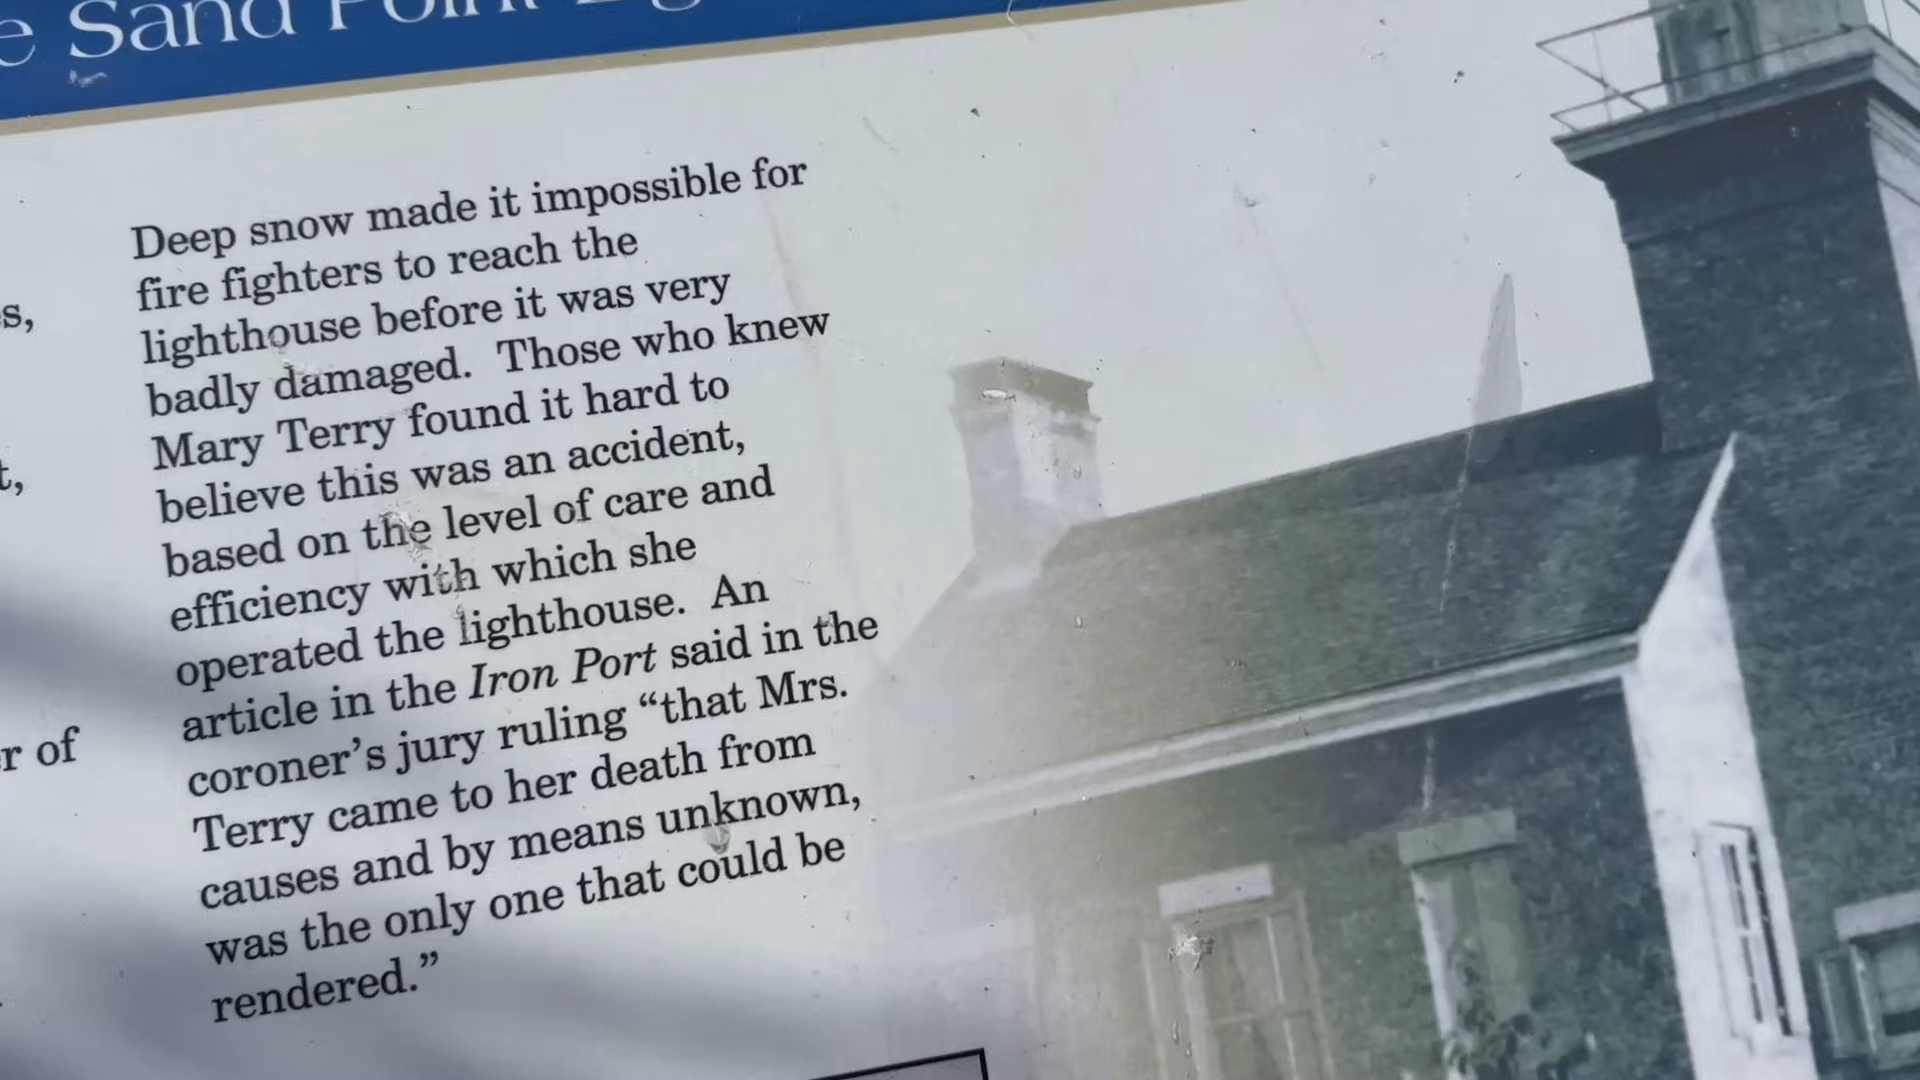 e Sand Point
Deep snow made it impossible for
fire fighters to reach the
lighthouse before it was very
badly damaged. Those who knew
Mary Terry found it hard to
believe this was an accident,
based on the level of care and
efficiency with which she
operated the lighthouse. An
article in the Iron Port said in the
coroner's jury ruling “that Mrs.
Terry came to her death from
causes and by means unknown,
was the only one that could be
rendered.”
s,
t,
r of